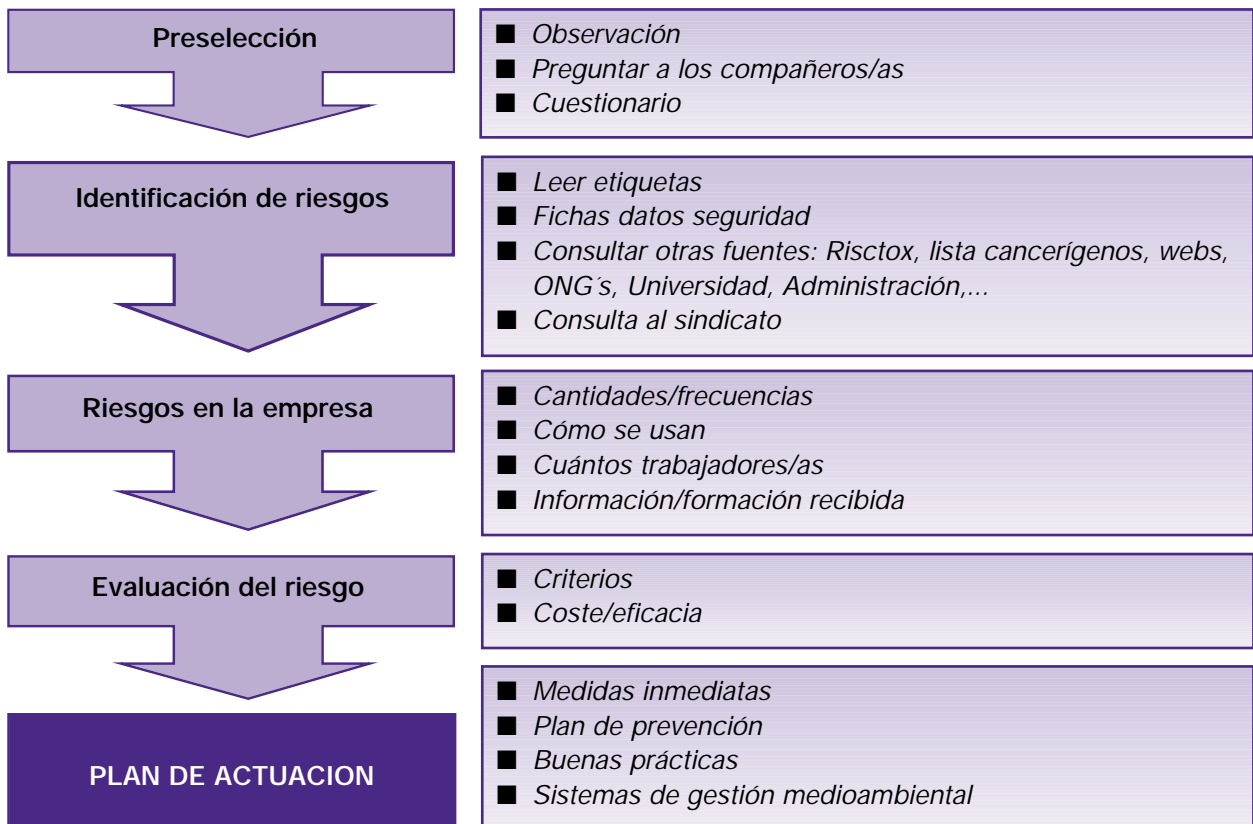 Preselección
■ Observación
■ Preguntar a los compañeros/as
■ Cuestionario
Identificación de riesgos
■ Leer etiquetas
■ Fichas datos seguridad
■ Consultar otras fuentes: Risctox, lista cancerígenos, webs,
ONG´s, Universidad, Administración,...
■ Consulta al sindicato
Riesgos en la empresa
■ Cantidades/frecuencias
■ Cómo se usan
■ Cuántos trabajadores/as
■ Información/formación recibida
Evaluación del riesgo
■ Criterios
■ Coste/eficacia
PLAN DE ACTUACION
■ Medidas inmediatas
■ Plan de prevención
■ Buenas prácticas
■ Sistemas de gestión medioambiental